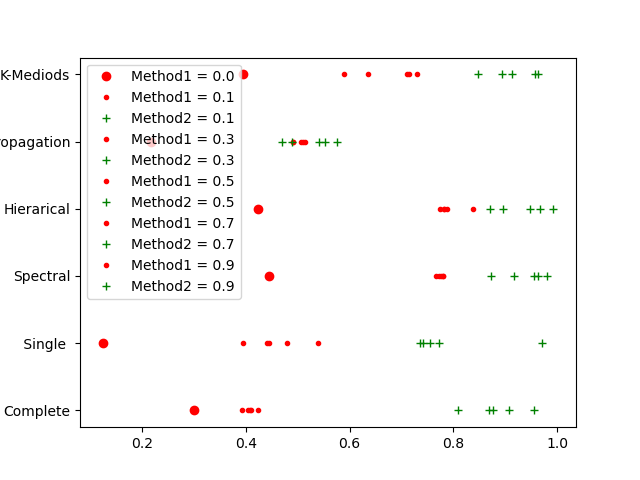 K-Mediods
opagation
Hierarical
Spectral
Single
Complete
Method1 = 0.0
Method1 = 0.1
Method2 = 0.1
Method1 = 0.3
Method2 = 0.3
Method1 = 0.5
Method2 = 0.5
Method1 = 0.7
Method2 = 0.7
Method1 = 0.9
Method2 = 0.9
0.2 0.4 0.6 0.8 1.0